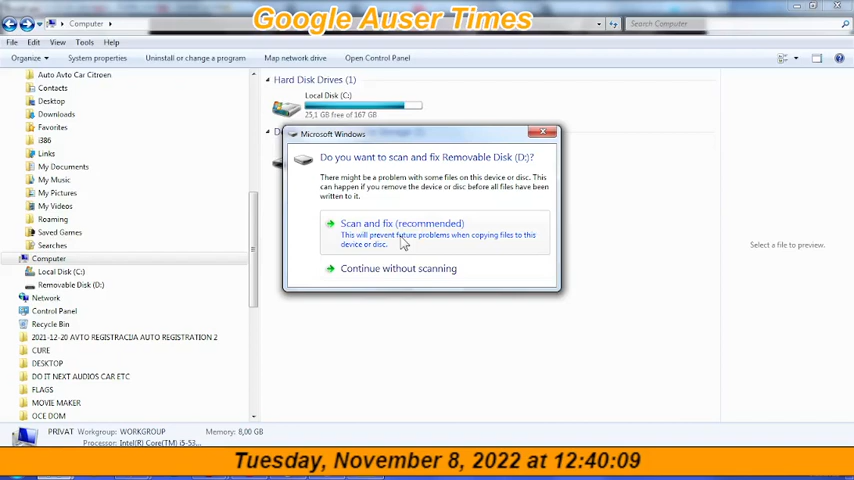 Google Auser Times
Computer
Search Computer
File Edit View Tools Help
Organize System properties Uninstall or change a program Map network drive Open Control Panel
Auto Avto Car Citroen
Contacts
Desktop
Downloads
Favorites
i386
Links
My Documents
My Music
My Pictures
My Videos
Roaming
Saved Games
Searches
Computer
Local Disk (C:)
Removable Disk (D:)
Network
Control Panel
Recycle Bin
2021-12-20 AVTO REGISTRACIJA AUTO REGISTRATION 2
CURE
DESKTOP
DO IT NEXT AUDIOS CAR ETC
FLAGS
MOVIE MAKER
OCE DOM
Hard Disk Drives (1)
Local Disk (C:)
25,1 GB free of 167 GB
Microsoft Windows
Do you want to scan and fix Removable Disk (D:)?
There might be a problem with some files on this device or disc. This
can happen if you remove the device or disc before all files have been
written to it.
Scan and fix (recommended)
This will prevent future problems when copying files to this
device or disc.
Continue without scanning
Select a file to preview.
PRIVAT Workgroup: WORKGROUP Memory: 8,00 GB
Processor: Intel(R) Core(TM) i5-53...
Tuesday, November 8, 2022 at 12:40:09